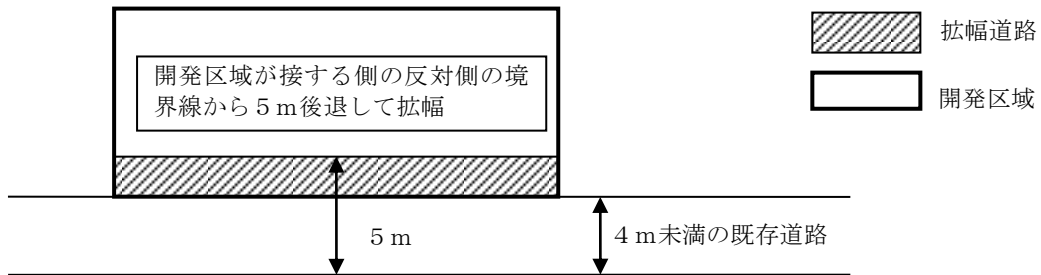 拡幅道路
開発区域が接する側の反対側の境
界線から５ｍ後退して拡幅
開発区域
５ｍ
４ｍ未満の既存道路